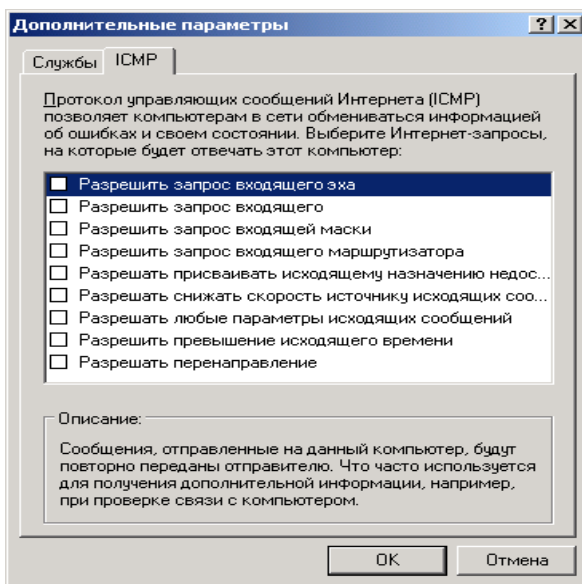 Дополнительные параметры
Службы
ICMP
Протокол управляющих сообщений Интернета (ICMP)
позволяет компьютерам в сети обмениваться информацией
об ошибках и своем состоянии. Выберите Интернет-запросы,
на которые будет отвечать этот компьютер:
Разрешить запрос входящего эха
Разрешить запрос входящего
Разрешить запрос входящей маски
Разрешить запрос входящего маршрутизатора
Разрешать присваивать исходящему назначению недос...
Разрешать снижать скорость источнику исходящих соо...
Разрешать любые параметры исходящих сообщений
Разрешить превышение исходящего времени
Разрешать перенаправление
Описание:
Сообщения, отправленные на данный компьютер, будут
повторно переданы отправителю. Что часто используется
для получения дополнительной информации, например,
при проверке связи с компьютером.
OK
Отмена